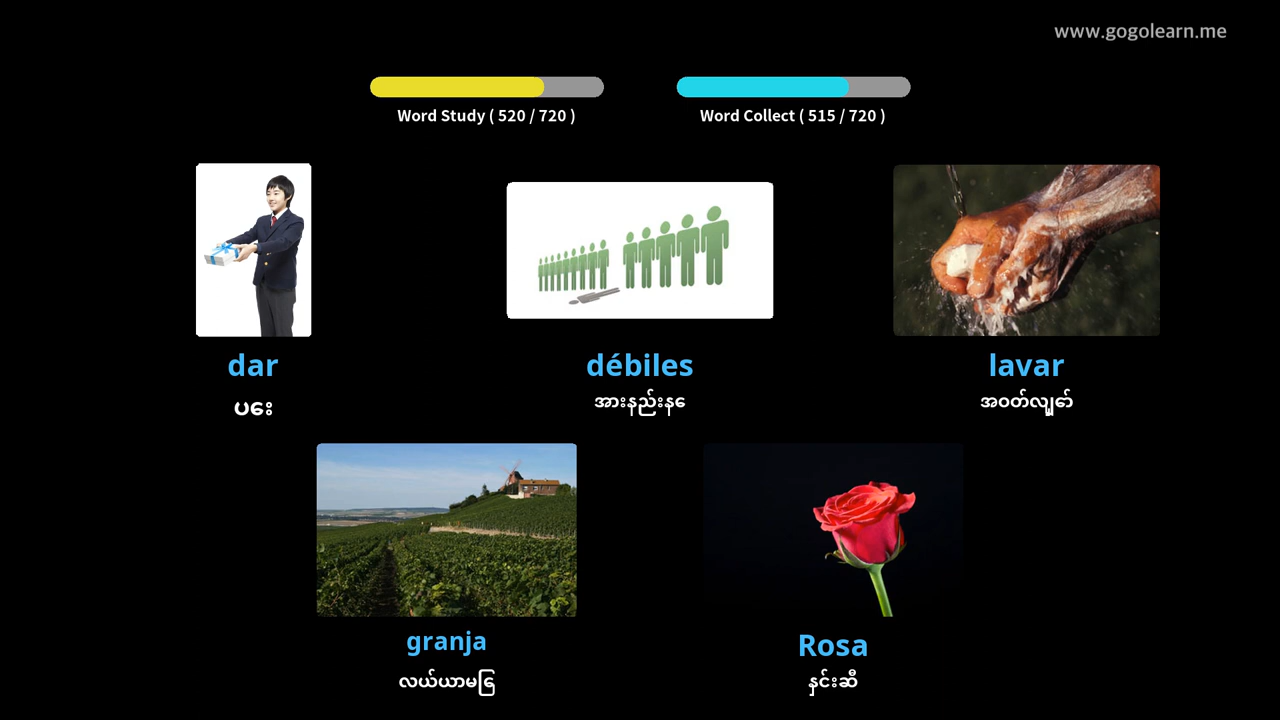 www.gogolearn.me
Word Study ( 520 / 720 )
Word Collect ( 515 / 720 )
dar
ပေး
débiles
အားနည်းနေ
lavar
အဝတ်လျှော်
granja
လယ်ယာမြေ
Rosa
နှင်းဆီ